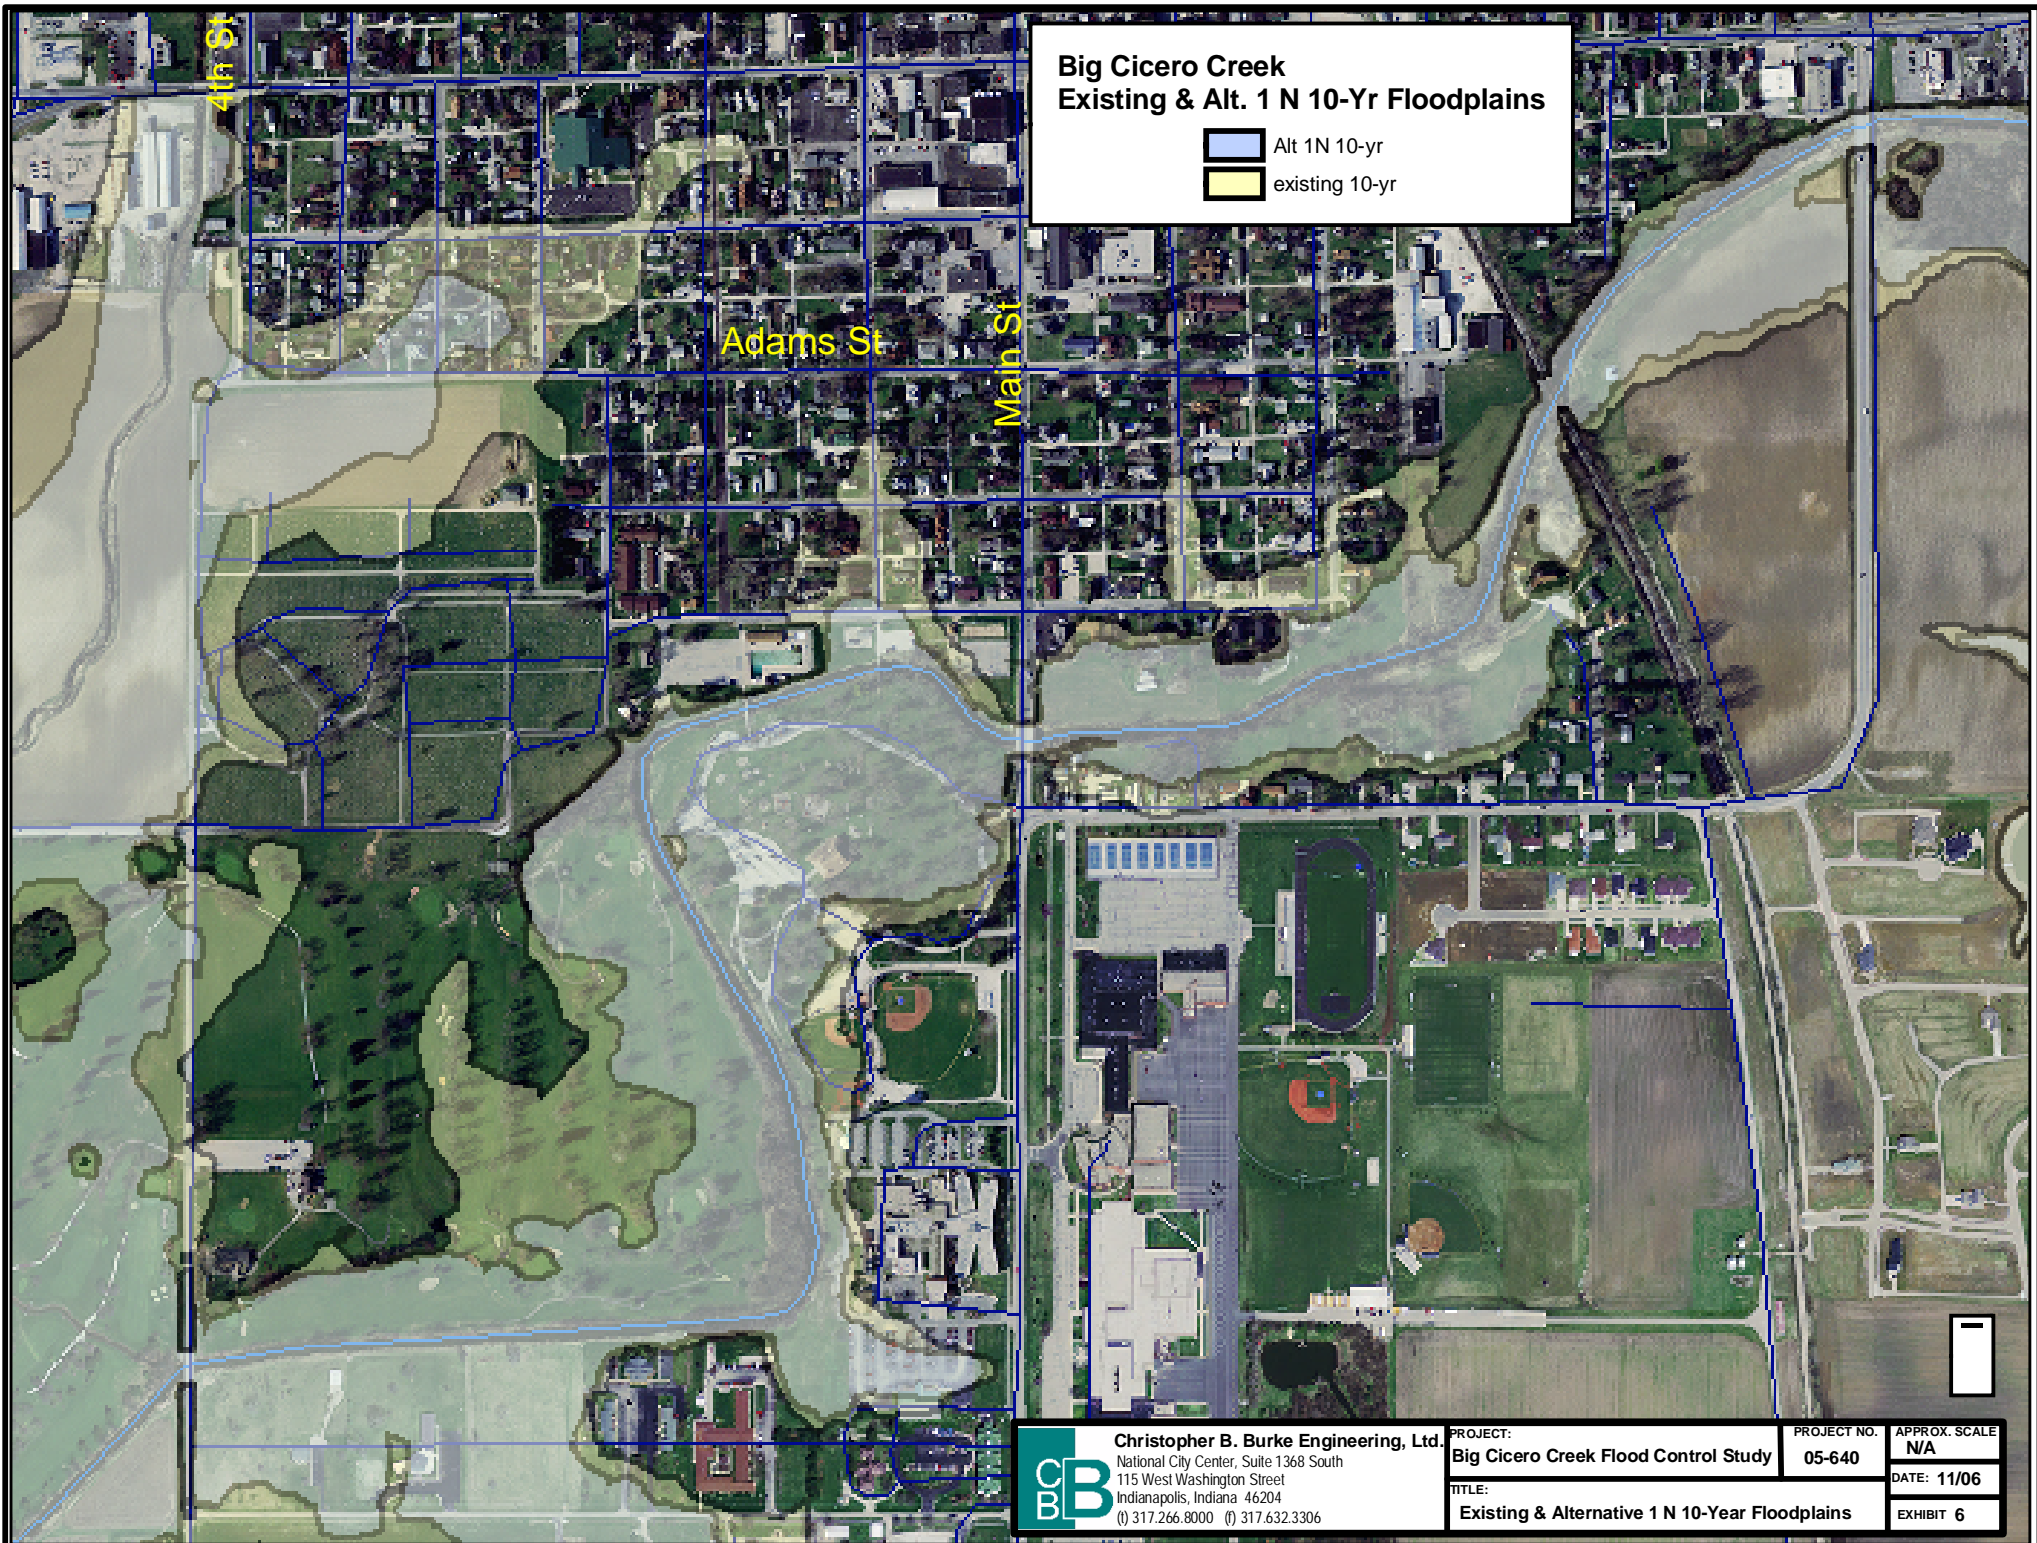 4th St
Big Cicero Creek
Existing & Alt. 1 N 10-Yr Floodplains
Alt 1N 10-yr
existing 10-yr
Adams St
Main St
CBB
Christopher B. Burke Engineering, Ltd.
National City Center, Suite 1368 South
115 West Washington Street
Indianapolis, Indiana 46204
(t) 317.266.8000 (f) 317.632.3306
PROJECT:
Big Cicero Creek Flood Control Study
PROJECT NO.
05-640
APPROX. SCALE
N/A
DATE: 11/06
TITLE:
Existing & Alternative 1 N 10-Year Floodplains
EXHIBIT 6